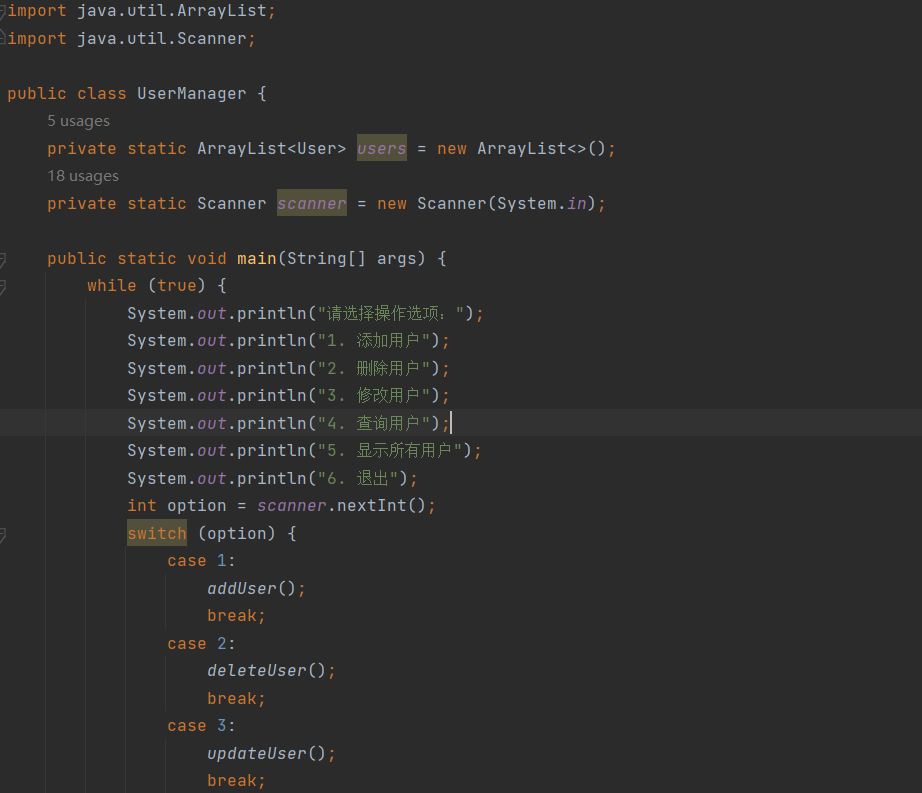 import java.util.ArrayList;
import java.util.Scanner;
public class UserManager {
5 usages
private static ArrayList<User> users = new ArrayList<>();
18 usages
private static Scanner scanner = new Scanner(System.in);
public static void main(String[] args) {
while (true) {
System.out.println("请选择操作选项：");
System.out.println("1. 添加用户");
System.out.println("2. 删除用户");
System.out.println("3. 修改用户");
System.out.println("4. 查询用户");
System.out.println("5. 显示所有用户");
System.out.println("6. 退出");
int option = scanner.nextInt();
switch (option) {
case 1:
addUser();
break;
case 2:
deleteUser();
break;
case 3:
updateUser();
break;